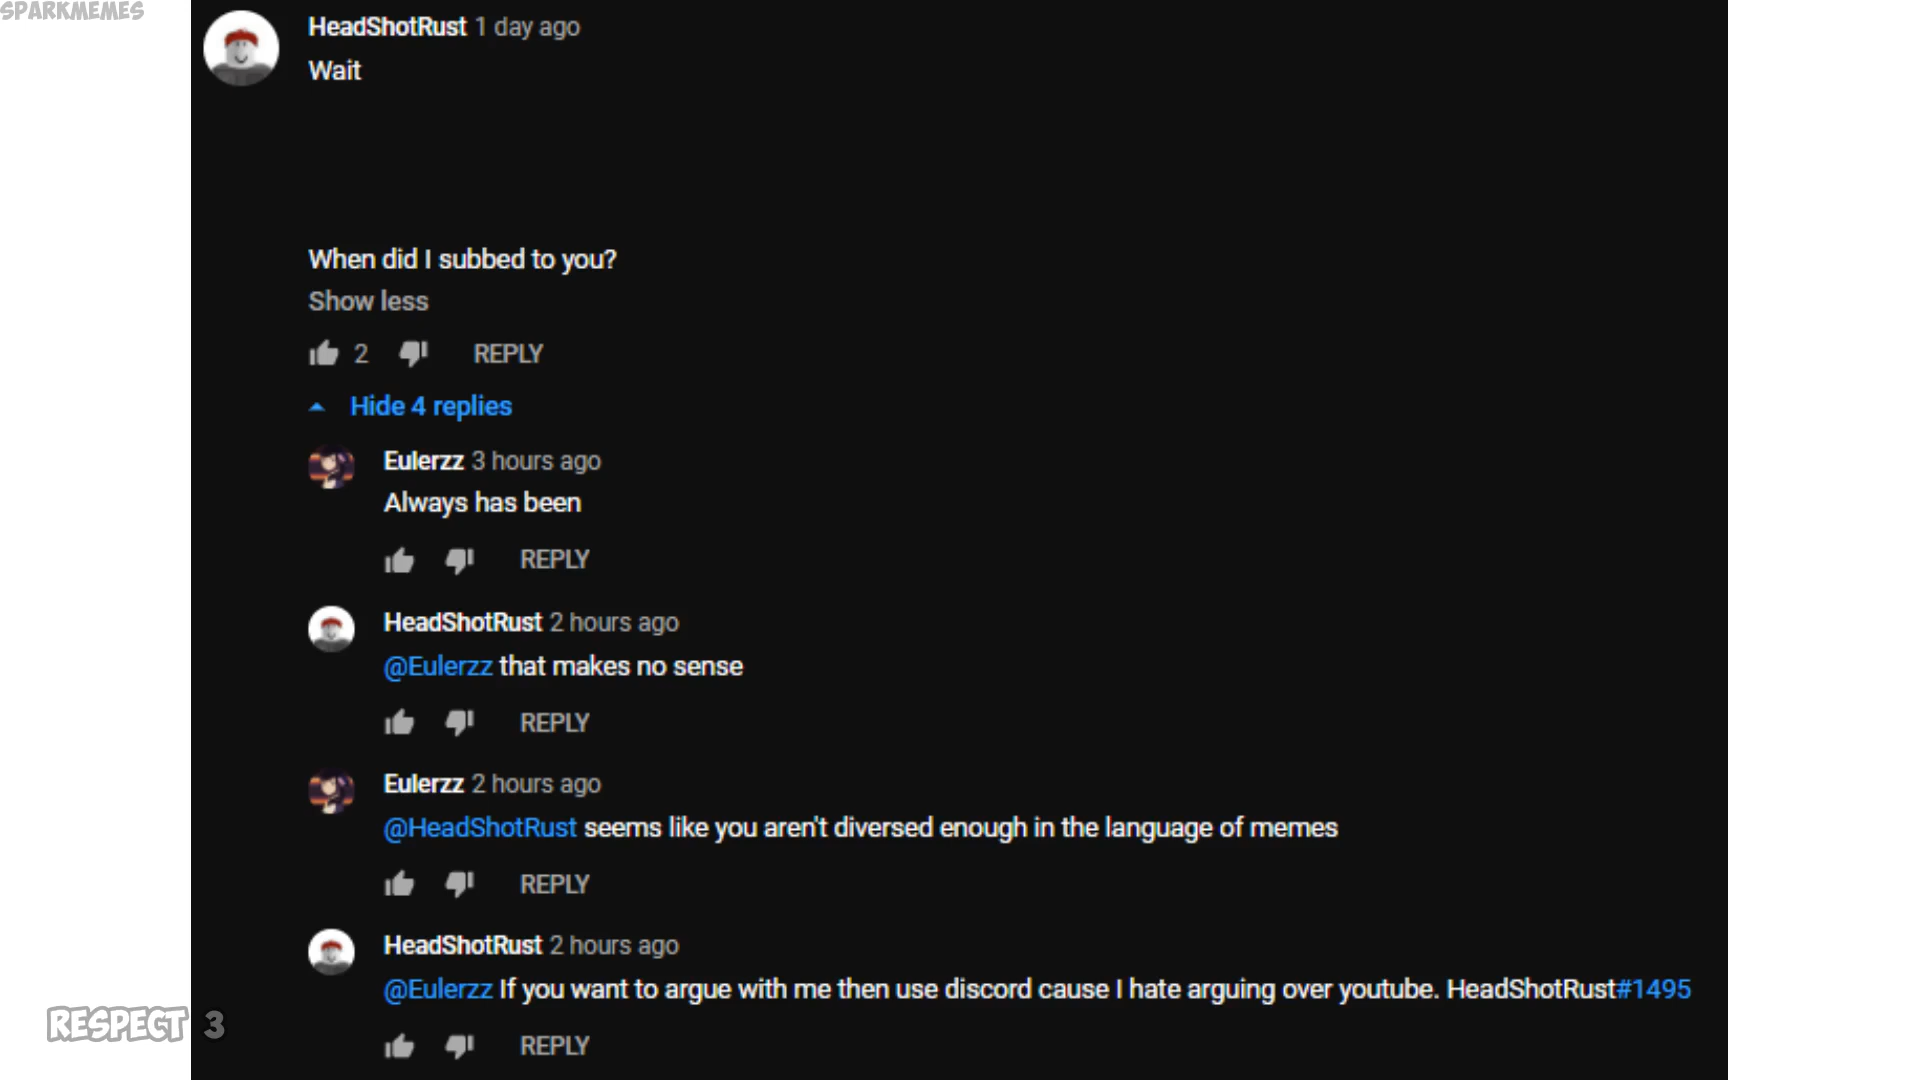 SPARKMEMES
HeadShotRust 1 day ago
Wait
When did I subbed to you?
Show less
2 REPLY
Hide 4 replies
Eulerzz 3 hours ago
Always has been
REPLY
HeadShotRust 2 hours ago
@Eulerzz that makes no sense
REPLY
Eulerzz 2 hours ago
@HeadShotRust seems like you aren't diversed enough in the language of memes
REPLY
HeadShotRust 2 hours ago
@Eulerzz If you want to argue with me then use discord cause I hate arguing over youtube. HeadShotRust#1495
RESPECT 3
REPLY